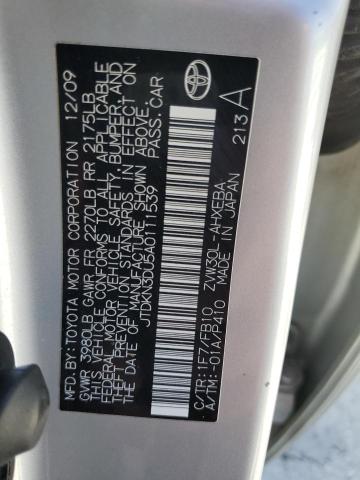 MFD.BY:TOYOTA MOTOR CORPORATION 12/09
GVWR 3980LB GAWR FR 2270LB RR 2175LB
THIS VEHICLE CONFORMS TO ALL APPLICABLE
FEDERAL MOTOR VEHICLE SAFETY, BUMPER, AND
THEFT PREVENTION STANDARDS IN EFFECT ON
THE DATE OF MANUFACTURE SHOWN ABOVE.
JTDKN3DU5A0111539 PASS.CAR
C/TR:1F7/FB10 ZVW30L-AHXEBA
A/TM:-01A/P410 MADE IN JAPAN 213 A